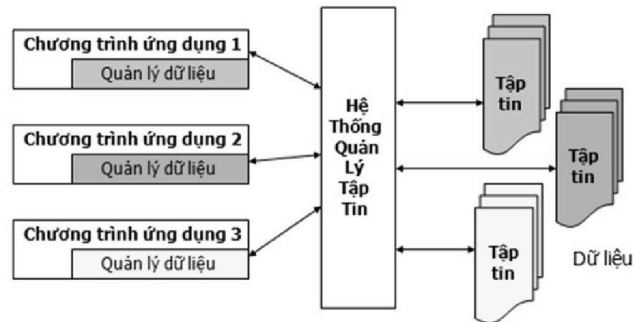 Chương trình ứng dụng 1
Quản lý dữ liệu
Chương trình ứng dụng 2
Quản lý dữ liệu
Chương trình ứng dụng 3
Quản lý dữ liệu
Hệ
Thống
Quản
Lý
Tập
Tin
Tập
tin
Tập
tin
Tập
tin
Dữ liệu